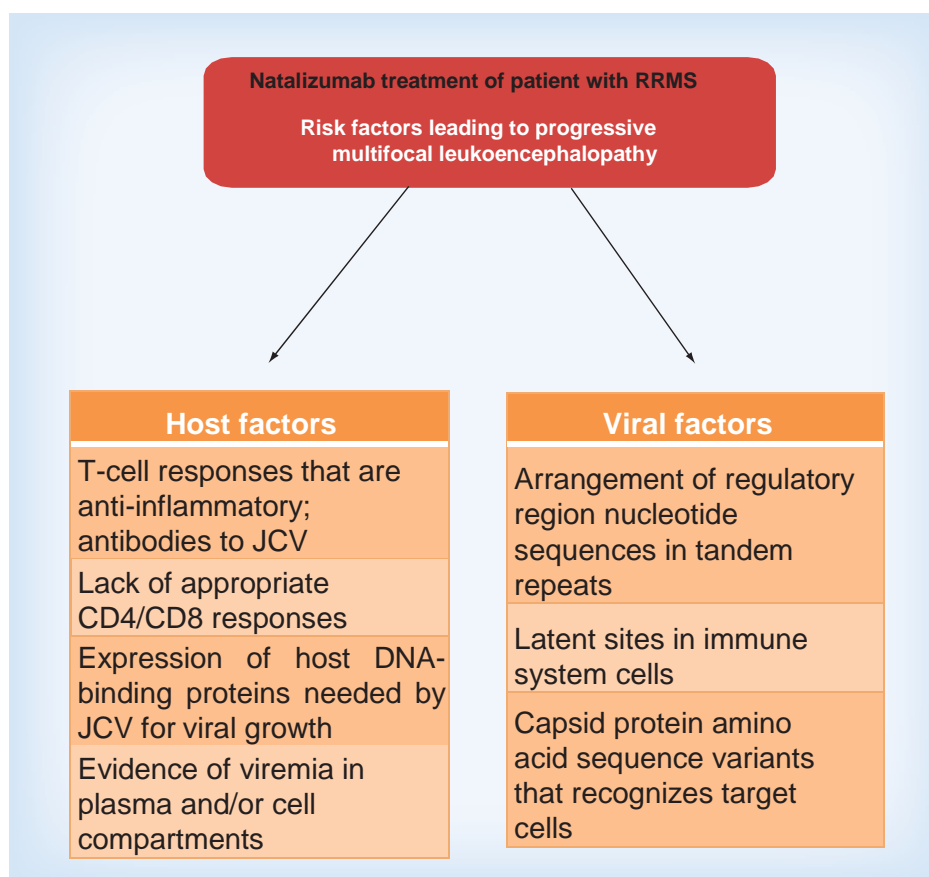 Natalizumab treatment of patient with RRMS
Risk factors leading to progressive
multifocal leukoencephalopathy
Host factors
T-cell responses that are
anti-inflammatory;
antibodies to JCV
Lack of appropriate
CD4/CD8 responses
Expression of host DNA-
binding proteins needed by
JCV for viral growth
Evidence of viremia in
plasma and/or cell
compartments
Viral factors
Arrangement of regulatory
region nucleotide
sequences in tandem
repeats
Latent sites in immune
system cells
Capsid protein amino
acid sequence variants
that recognizes target
cells